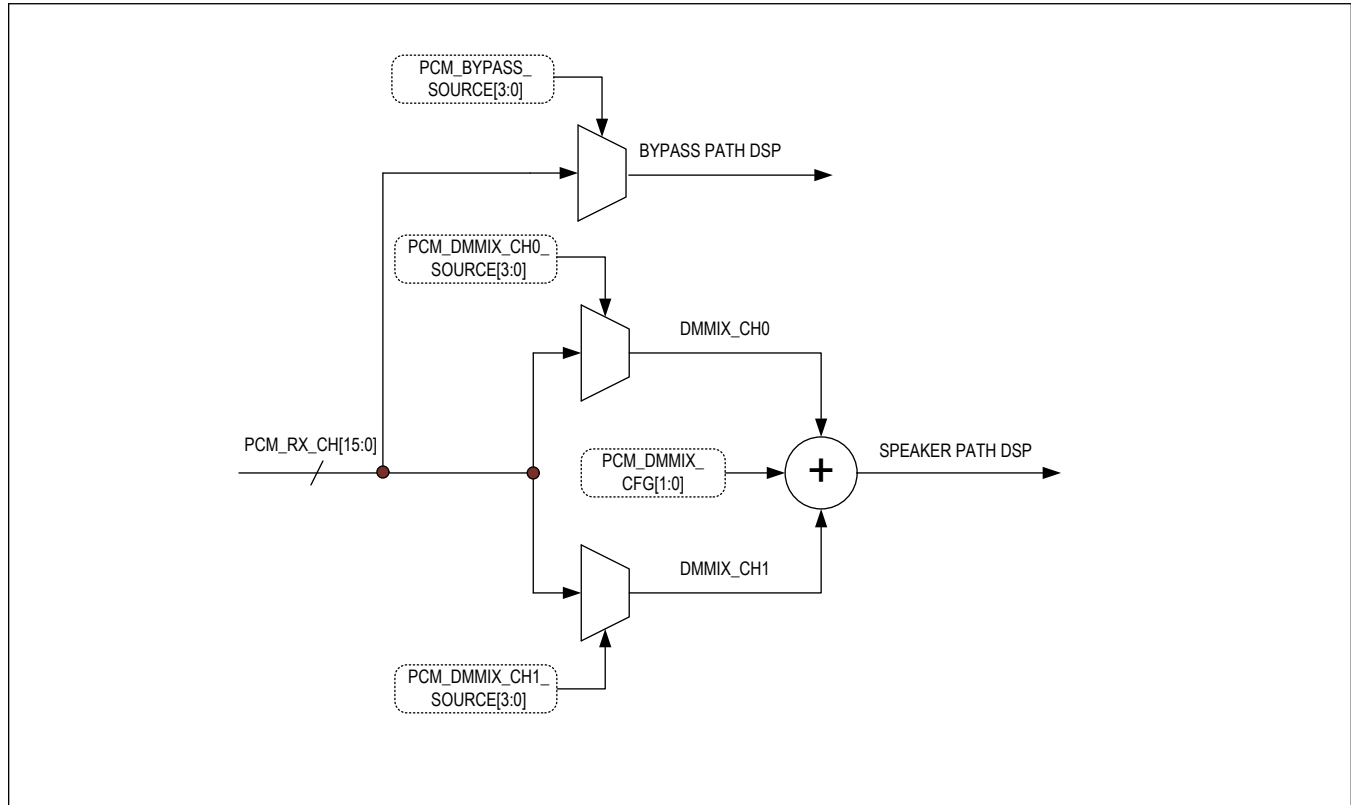 PCM_BYPASS_
SOURCE[3:0]
BYPASS PATH DSP
PCM_DMMIX_CH0_
SOURCE[3:0]
DMMIX_CH0
PCM_RX_CH[15:0]
PCM_DMMIX_
CFG[1:0]
+
SPEAKER PATH DSP
DMMIX_CH1
PCM_DMMIX_CH1_
SOURCE[3:0]